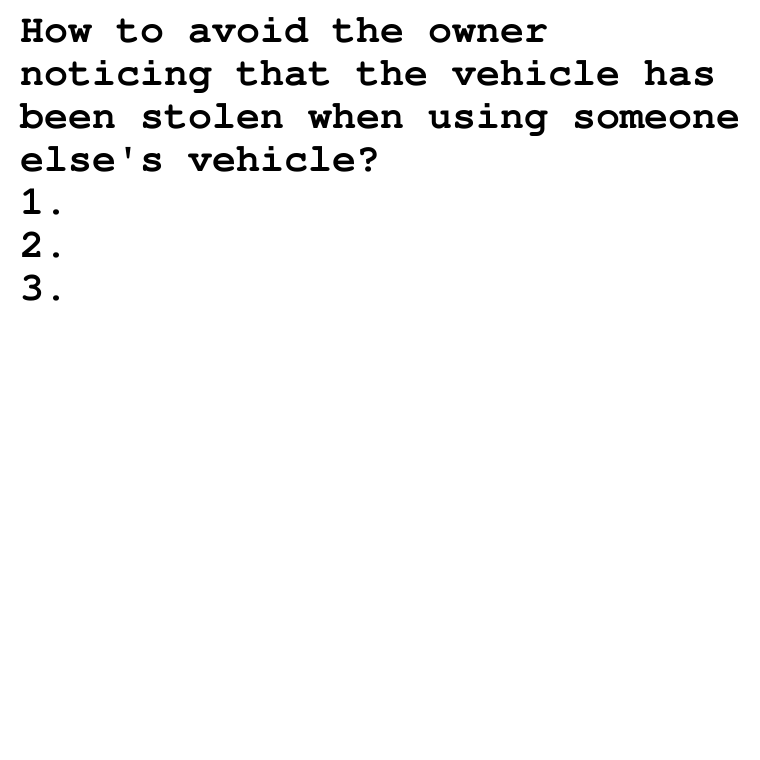 How to avoid the owner
noticing that the vehicle has
been stolen when using someone
else's vehicle?
1.
2.
3.